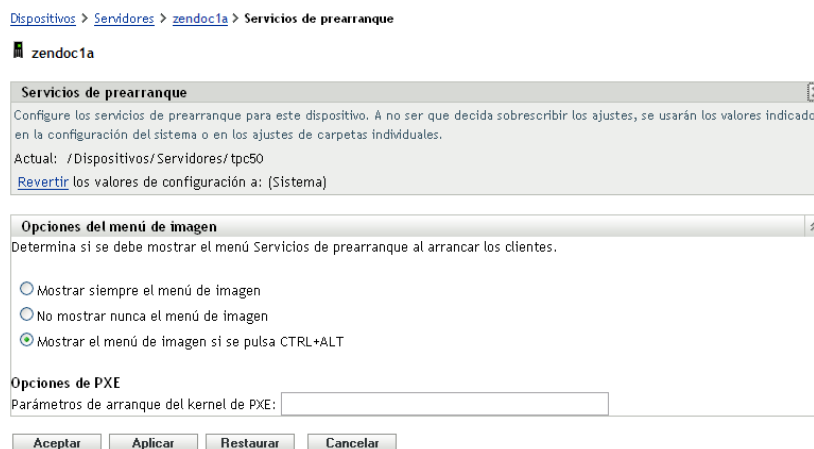 Dispositivos > Servidores > zendoc1a > Servicios de prearranque
zendoc1a
Servicios de prearranque
Configure los servicios de prearranque para este dispositivo. A no ser que decida sobrescribir los ajustes, se usarán los valores indicado
en la configuración del sistema o en los ajustes de carpetas individuales.
Actual: /Dispositivos/Servidores/tpc50
Revertir los valores de configuración a: (Sistema)
Opciones del menú de imagen
Determina si se debe mostrar el menú Servicios de prearranque al arrancar los clientes.
Mostrar siempre el menú de imagen
No mostrar nunca el menú de imagen
Mostrar el menú de imagen si se pulsa CTRL+ALT
Opciones de PXE
Parámetros de arranque del kernel de PXE:
Aceptar Aplicar Restaurar Cancelar